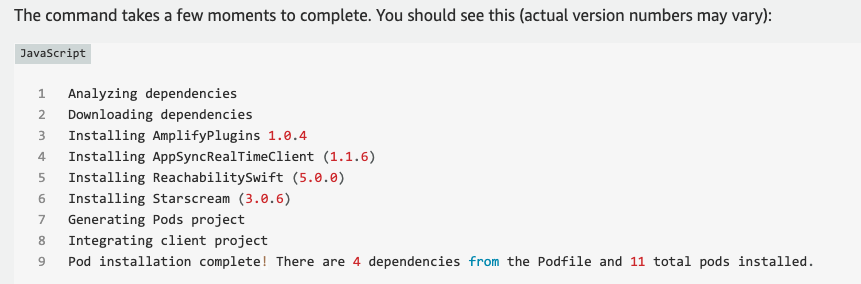 The command takes a few moments to complete. You should see this (actual version numbers may vary):
JavaScript
1 Analyzing dependencies
2 Downloading dependencies
3 Installing AmplifyPlugins 1.0.4
4 Installing AppSyncRealTimeClient (1.1.6)
5 Installing ReachabilitySwift (5.0.0)
6 Installing Starscream (3.0.6)
7 Generating Pods project
8 Integrating client project
9 Pod installation complete! There are 4 dependencies from the Podfile and 11 total pods installed.